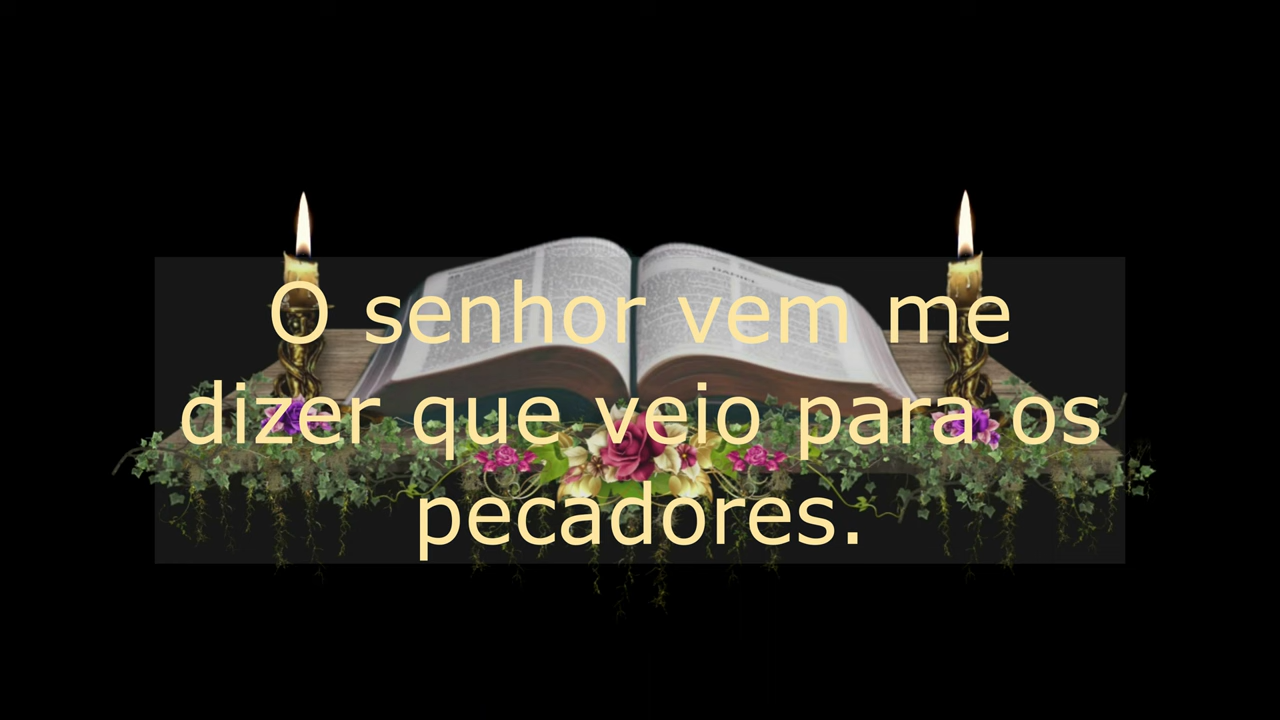 O senhor vem me
dizer que veio para os
pecadores.